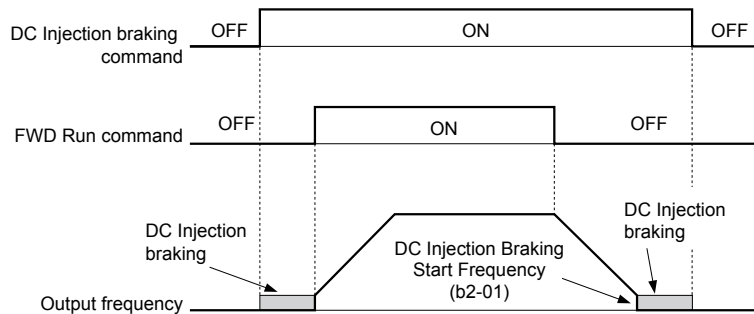 DC Injection braking
command
OFF
ON
OFF
FWD Run command
OFF
ON
OFF
DC Injection
braking
DC Injection Braking
Start Frequency
(b2-01)
DC Injection
braking
Output frequency